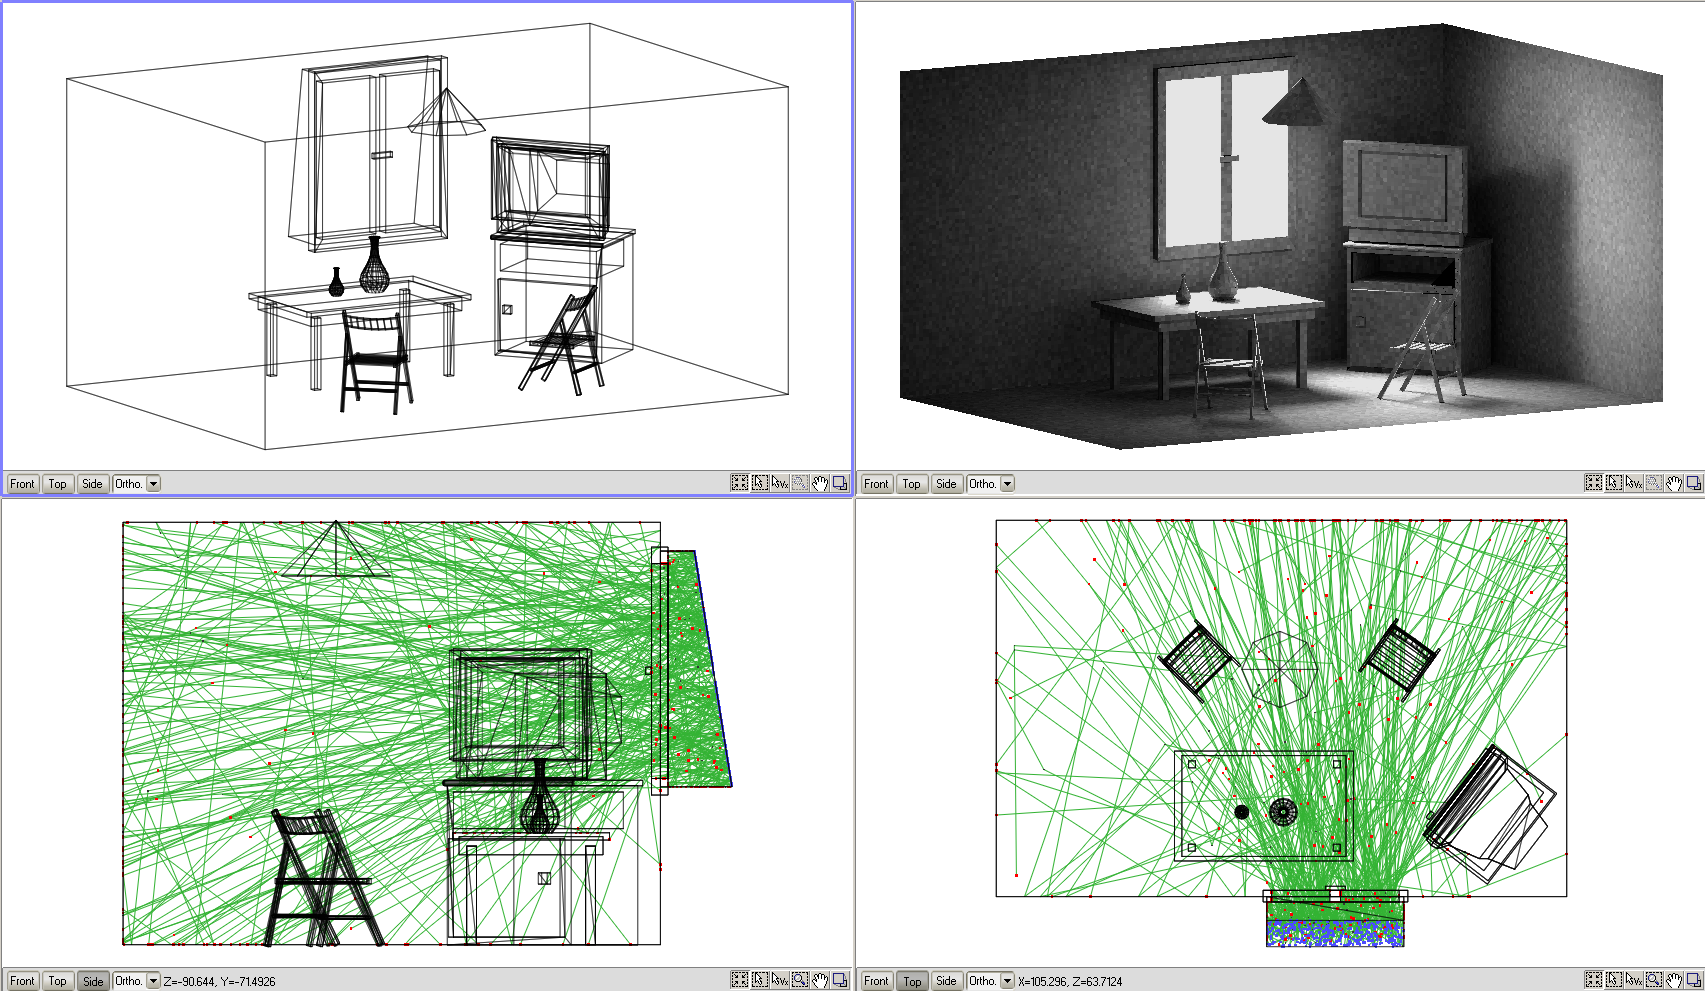 Front Top Side Ortho.
Front Top Side Ortho.
Front Top Side Ortho. Z=-90.644, Y=-71.4926
Front Top Side Ortho. X=105.296, Z=63.7124